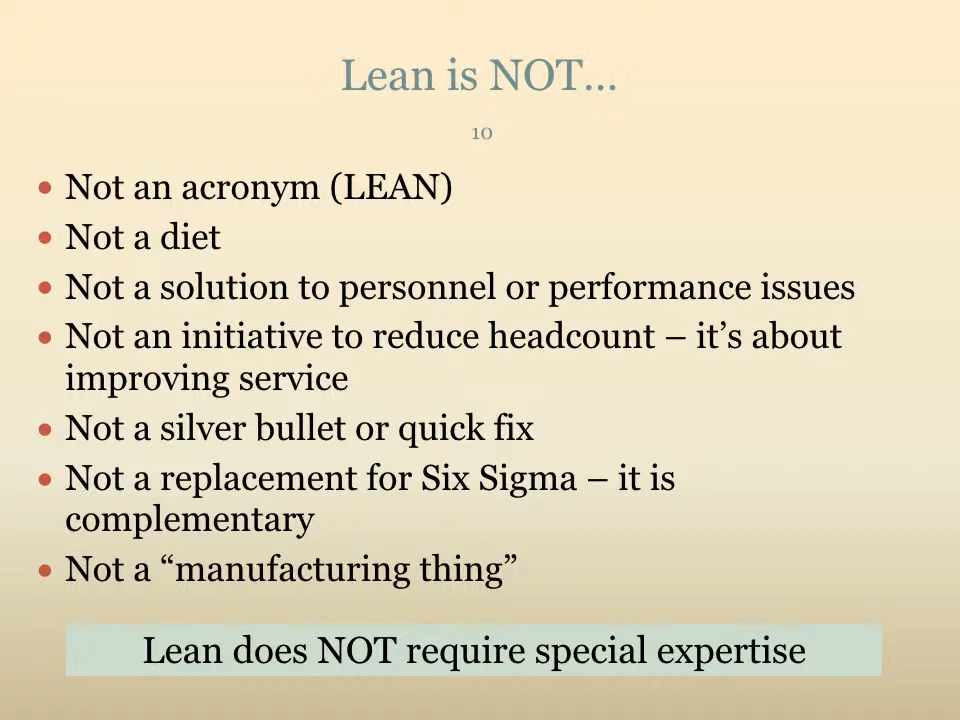 Lean is NOT...
10
• Not an acronym (LEAN)
• Not a diet
• Not a solution to personnel or performance issues
• Not an initiative to reduce headcount – it’s about
improving service
• Not a silver bullet or quick fix
• Not a replacement for Six Sigma – it is
complementary
• Not a “manufacturing thing”
Lean does NOT require special expertise